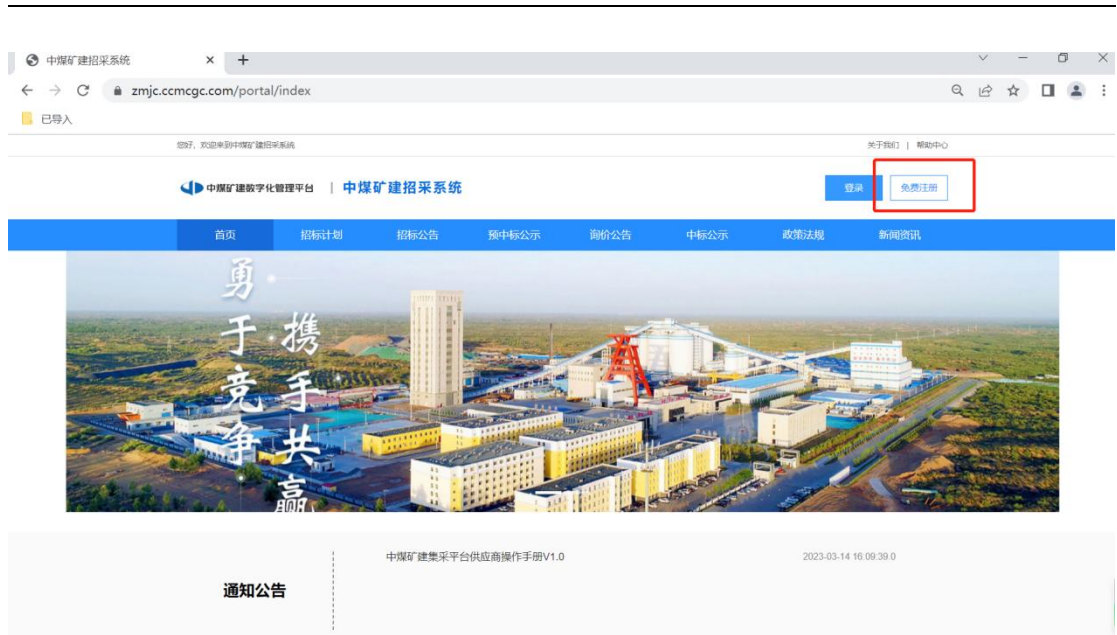 中煤矿建招采系统
zmjc.ccmcgc.com/portal/index
已导入
您好，欢迎来到中煤矿建招采系统
关于我们 | 帮助中心
中煤矿建数字化管理平台 | 中煤矿建招采系统
登录 免费注册
首页 招标计划 招标公告 预中标公示 询价公告 中标公示 政策法规 新闻资讯
勇于竞争
携手共赢
中煤矿建集采平台供应商操作手册V1.0 2023-03-14 16:09:39.0
通知公告